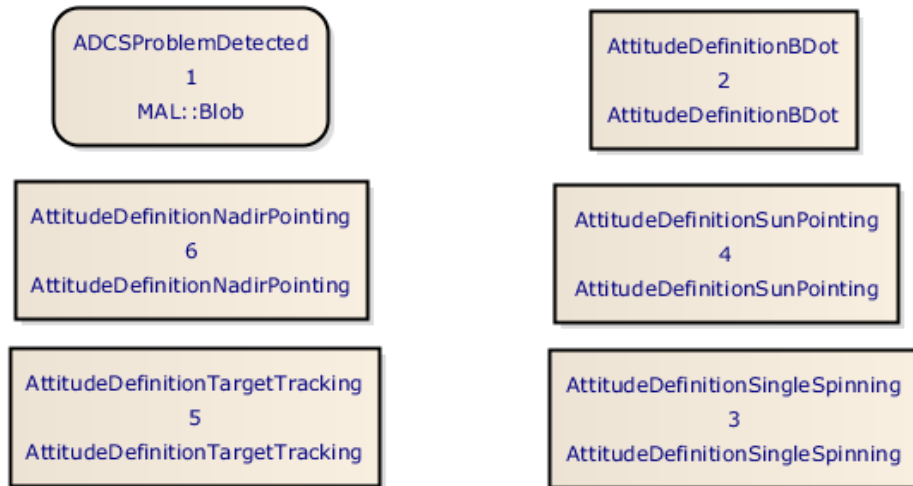 ADCSProblemDetected
1
MAL::Blob
AttitudeDefinitionBDot
2
AttitudeDefinitionBDot
AttitudeDefinitionNadirPointing
6
AttitudeDefinitionNadirPointing
AttitudeDefinitionSunPointing
4
AttitudeDefinitionSunPointing
AttitudeDefinitionTargetTracking
5
AttitudeDefinitionTargetTracking
AttitudeDefinitionSingleSpinning
3
AttitudeDefinitionSingleSpinning